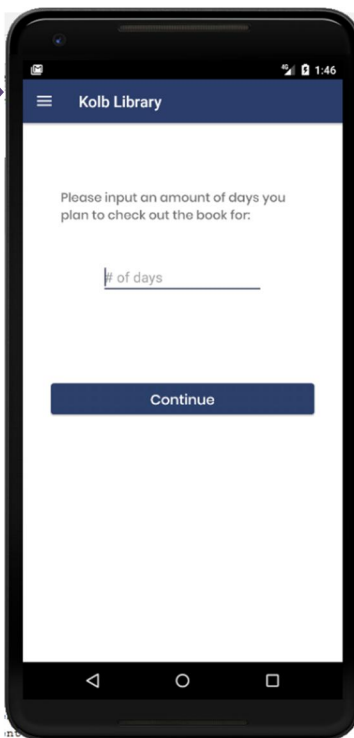 4G 1:46
Kolb Library
Please input an amount of days you
plan to check out the book for:
# of days
Continue